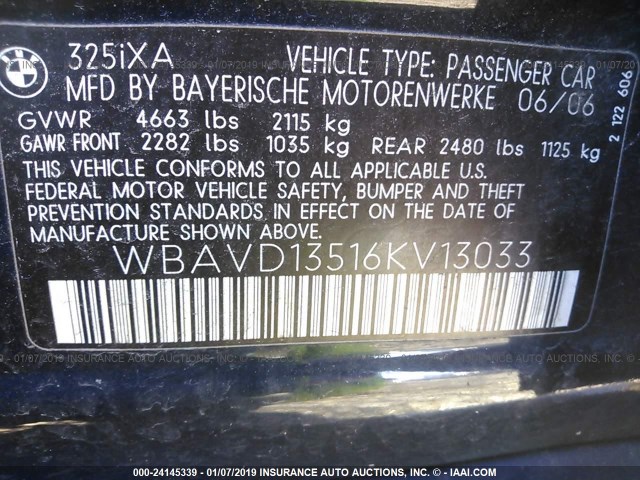 BMW
325iXA VEHICLE TYPE: PASSENGER CAR
MFD BY BAYERISCHE MOTORENWERKE 06/06
GVWR 4663 lbs 2115 kg
GAWR FRONT 2282 lbs 1035 kg REAR 2480 lbs 1125 kg
THIS VEHICLE CONFORMS TO ALL APPLICABLE U.S.
FEDERAL MOTOR VEHICLE SAFETY, BUMPER AND THEFT
PREVENTION STANDARDS IN EFFECT ON THE DATE OF
MANUFACTURE SHOWN ABOVE.
WBAVD13516KV13033
2 122 606
000-24145339 - 01/07/2019 INSURANCE AUTO AUCTIONS, INC. - IAAI.COM